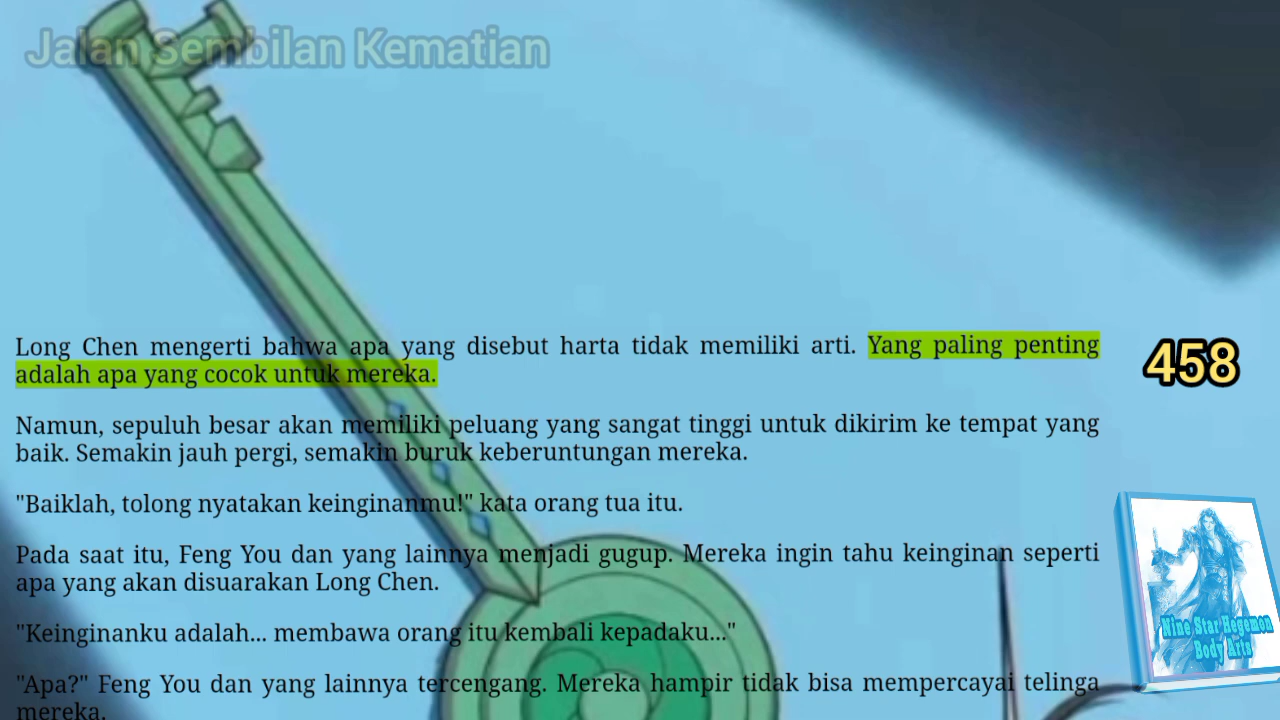 Jalan Sembilan Kematian
Long Chen mengerti bahwa apa yang disebut harta tidak memiliki arti. Yang paling penting
adalah apa yang cocok untuk mereka.
458
Namun, sepuluh besar akan memiliki peluang yang sangat tinggi untuk dikirim ke tempat yang
baik. Semakin jauh pergi, semakin buruk keberuntungan mereka.
"Baiklah, tolong nyatakan keinginanmu!" kata orang tua itu.
Pada saat itu, Feng You dan yang lainnya menjadi gugup. Mereka ingin tahu keinginan seperti
apa yang akan disuarakan Long Chen.
"Keinginanku adalah... membawa orang itu kembali kepadaku..."
Nine Star Hegemon
Body Arts
"Apa?" Feng You dan yang lainnya tercengang. Mereka hampir tidak bisa mempercayai telinga
mereka.